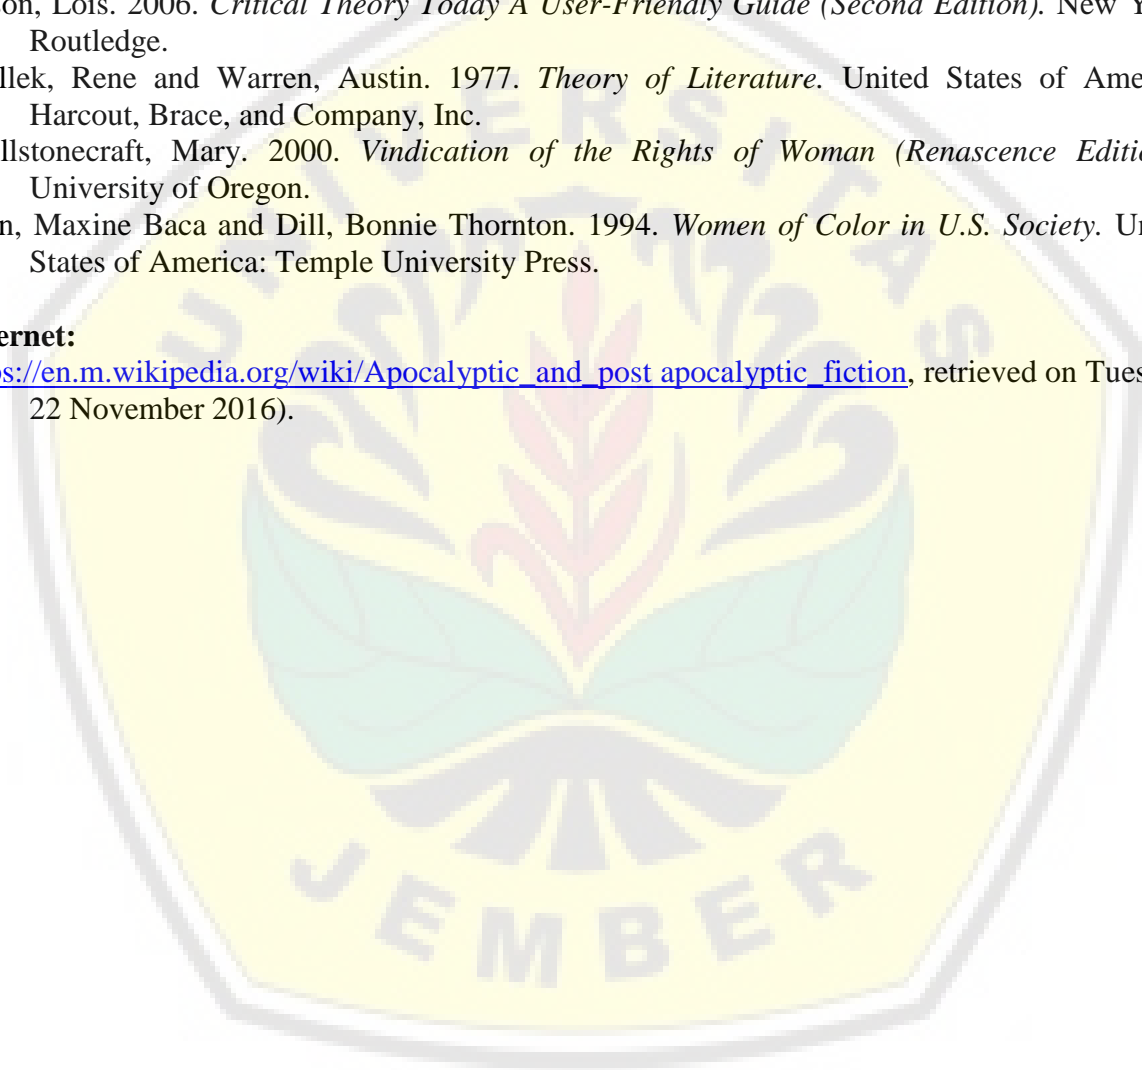 on, Lois. 2006. Critical Theory Today A User-Friendly Guide (Second Edition). New Y
Routledge.
llek, Rene and Warren, Austin. 1977. Theory of Literature. United States of Ame
Harcout, Brace, and Company, Inc.
llstonecraft, Mary. 2000. Vindication of the Rights of Woman (Renascence Editio
University of Oregon.
n, Maxine Baca and Dill, Bonnie Thornton. 1994. Women of Color in U.S. Society. Un
States of America: Temple University Press.
ernet:
s://en.m.wikipedia.org/wiki/Apocalyptic_and_post apocalyptic_fiction, retrieved on Tues
22 November 2016).
UNIVERSITAS
JEMBER